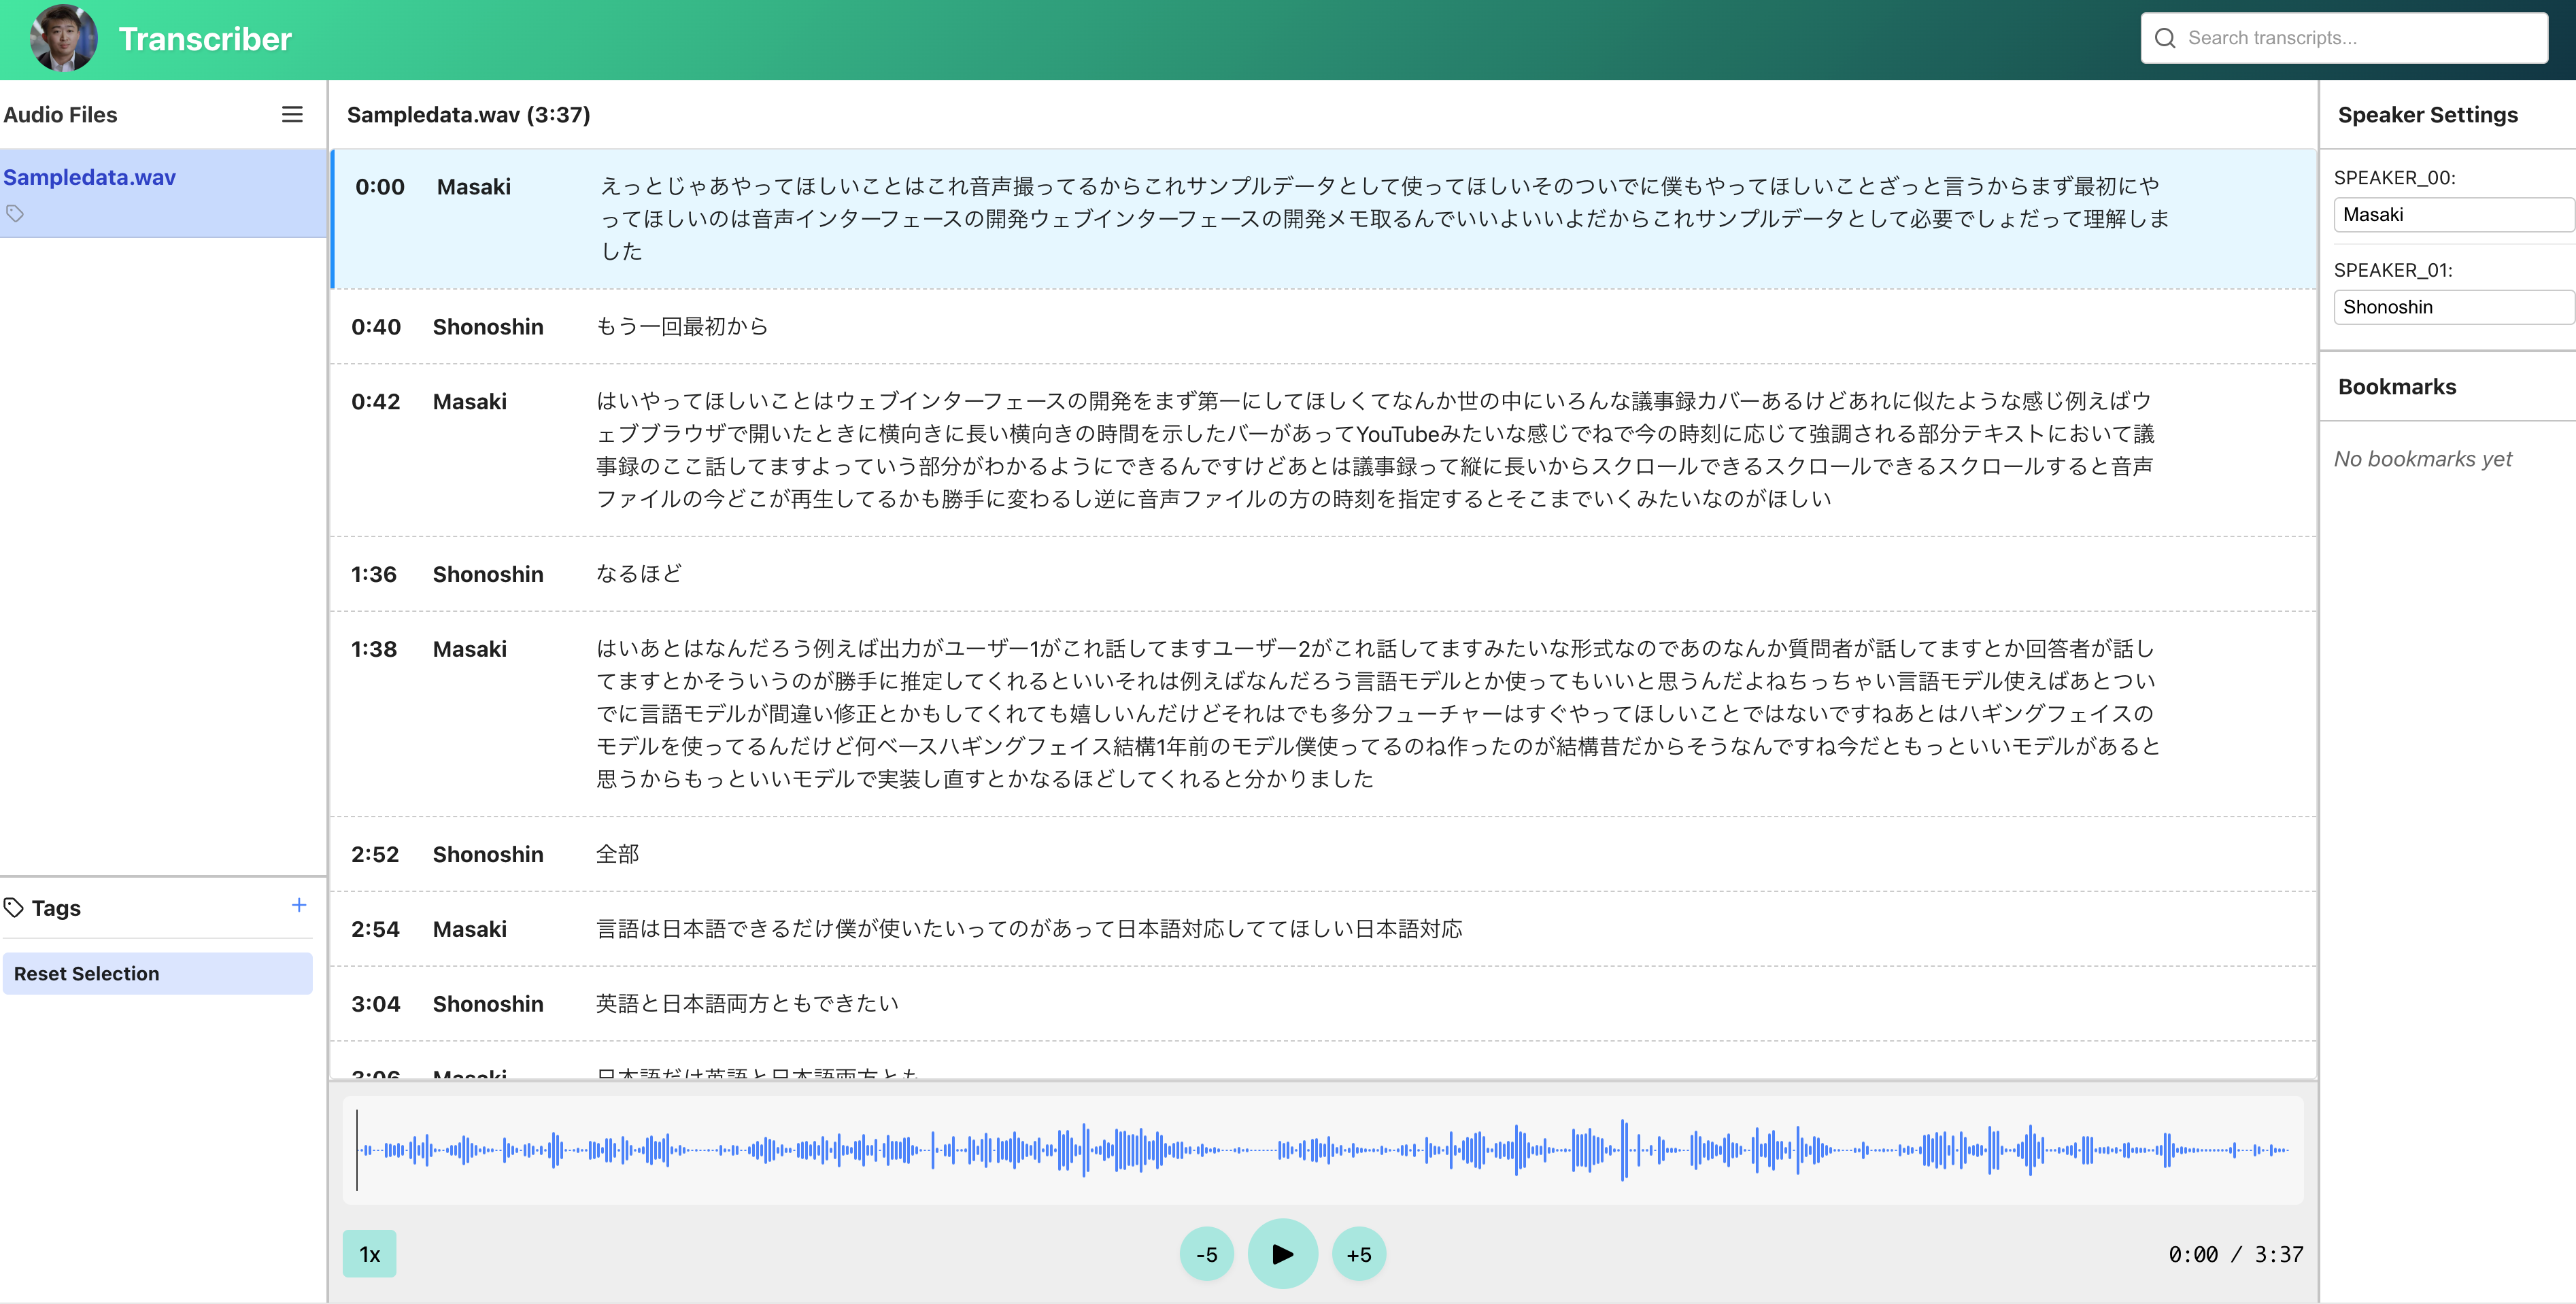 Transcriber
Search transcripts...
Audio Files
Sampledata.wav
Tags
+
Reset Selection
Sampledata.wav (3:37)
0:00 Masaki えっとじゃあやってほしいことはこれ音声撮ってるからこれサンプルデータとして使ってほしいそのついでに僕もやってほしいことざっと言うからまず最初にや
ってほしいのは音声インターフェースの開発ウェブインターフェースの開発メモ取るんでいいよいいよだからこれサンプルデータとして必要でしょだって理解しま
した
0:40 Shonoshin もう一回最初から
0:42 Masaki はいやってほしいことはウェブインターフェースの開発をまず第一にしてほしくてなんか世の中にいろんな議事録カバーあるけどあれに似たような感じ例えばウ
ェブブラウザで開いたときに横向きに長い横向きの時間を示したバーがあってYouTubeみたいな感じでねで今の時刻に応じて強調される部分テキストにおいて議
事録のここ話してますよっていう部分がわかるようにできるんですけどあとは議事録って縦に長いからスクロールできるスクロールできるスクロールすると音声
ファイルの今どこが再生してるかも勝手に変わるし逆に音声ファイルの方の時刻を指定するとそこまでいくみたいなのがほしい
1:36 Shonoshin なるほど
1:38 Masaki はいあとはなんだろう例えば出力がユーザー1がこれ話してますユーザー2がこれ話してますみたいな形式なのであのなんか質問者が話してますとか回答者が話し
てますとかそういうのが勝手に推定してくれるといいそれは例えばなんだろう言語モデルとか使ってもいいと思うんだよねちっちゃい言語モデル使えばあとつい
でに言語モデルが間違い修正とかもしてくれても嬉しいんだけどそれはでも多分フューチャーはすぐやってほしいことではないですねあとはハギングフェイスの
モデルを使ってるんだけど何ベースハギングフェイス結構1年前のモデル僕使ってるのね作ったのが結構昔だからそうなんですね今だともっといいモデルがあると
思うからもっといいモデルで実装し直すとかなるほどしてくれると分かりました
2:52 Shonoshin 全部
2:54 Masaki 言語は日本語できるだけ僕が使いたいってのがあって日本語対応しててほしい日本語対応
3:04 Shonoshin 英語と日本語両方ともできたい
3:06 Masaki 日本語だけ英語と日本語両方とも
1x
-5
+5
0:00 / 3:37
Speaker Settings
SPEAKER_00:
Masaki
SPEAKER_01:
Shonoshin
Bookmarks
No bookmarks yet